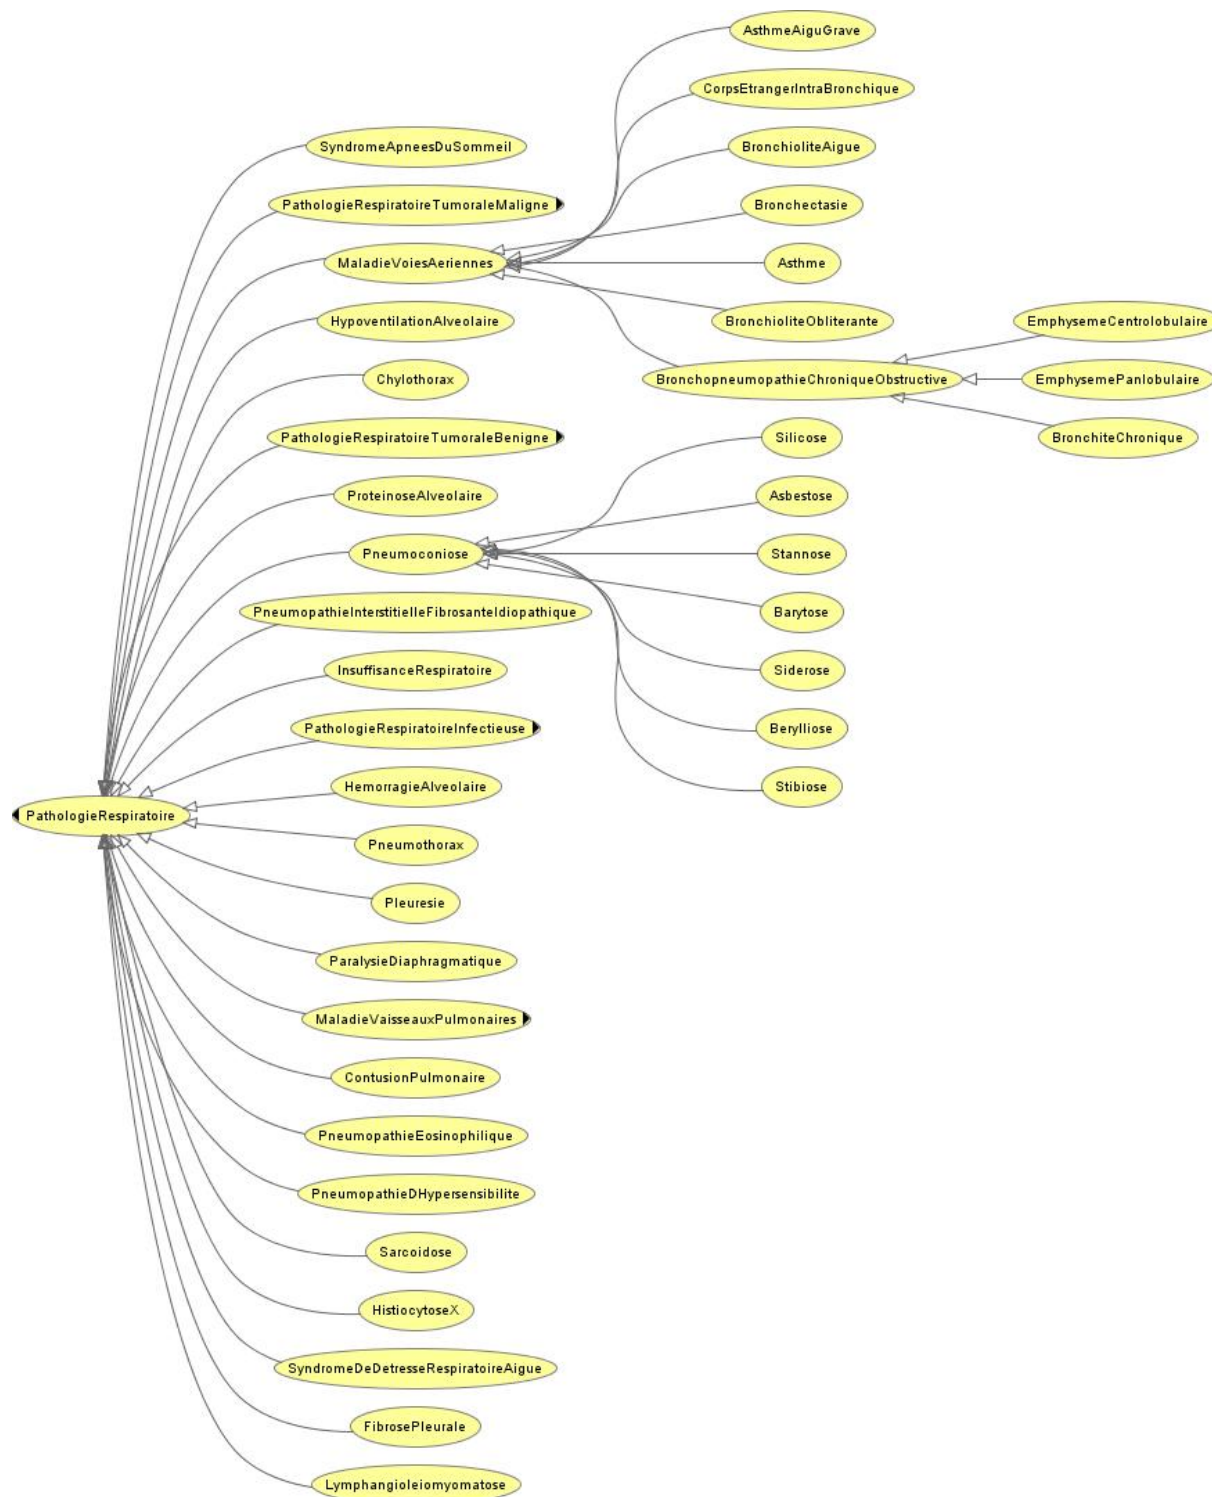 AsthmeAiguGrave
CorpsEtrangerIntraBronchique
SyndromeApneesDuSommeil
BronchioliteAigue
PathologieRespiratoireTumoraleMaligne
Bronchectasie
MaladieVoiesAeriennes
Asthme
HypoventilationAlveolaire
BronchioliteObliterante
EmphysemeCentrolobulaire
Chylothorax
BronchopneumopathieChroniqueObstructive
EmphysemePanlobulaire
PathologieRespiratoireTumoraleBenigne
Silicose
BronchiteChronique
ProteinoseAlveolaire
Asbestose
Pneumoconiose
Stannose
PneumopathieInterstitielleFibrosanteIdiopathique
Barytose
InsuffisanceRespiratoire
Siderose
PathologieRespiratoireInfectieuse
Berylliose
HemorragieAlveolaire
Stibiose
PathologieRespiratoire
Pneumothorax
Pleuresie
ParalysieDiaphragmatique
MaladieVaisseauxPulmonaires
ContusionPulmonaire
PneumopathieEosinophilique
PneumopathieDHypersensibilite
Sarcoidose
HistiocytoseX
SyndromeDeDetresseRespiratoireAigue
FibrosePleurale
Lymphangioleiomyomatose